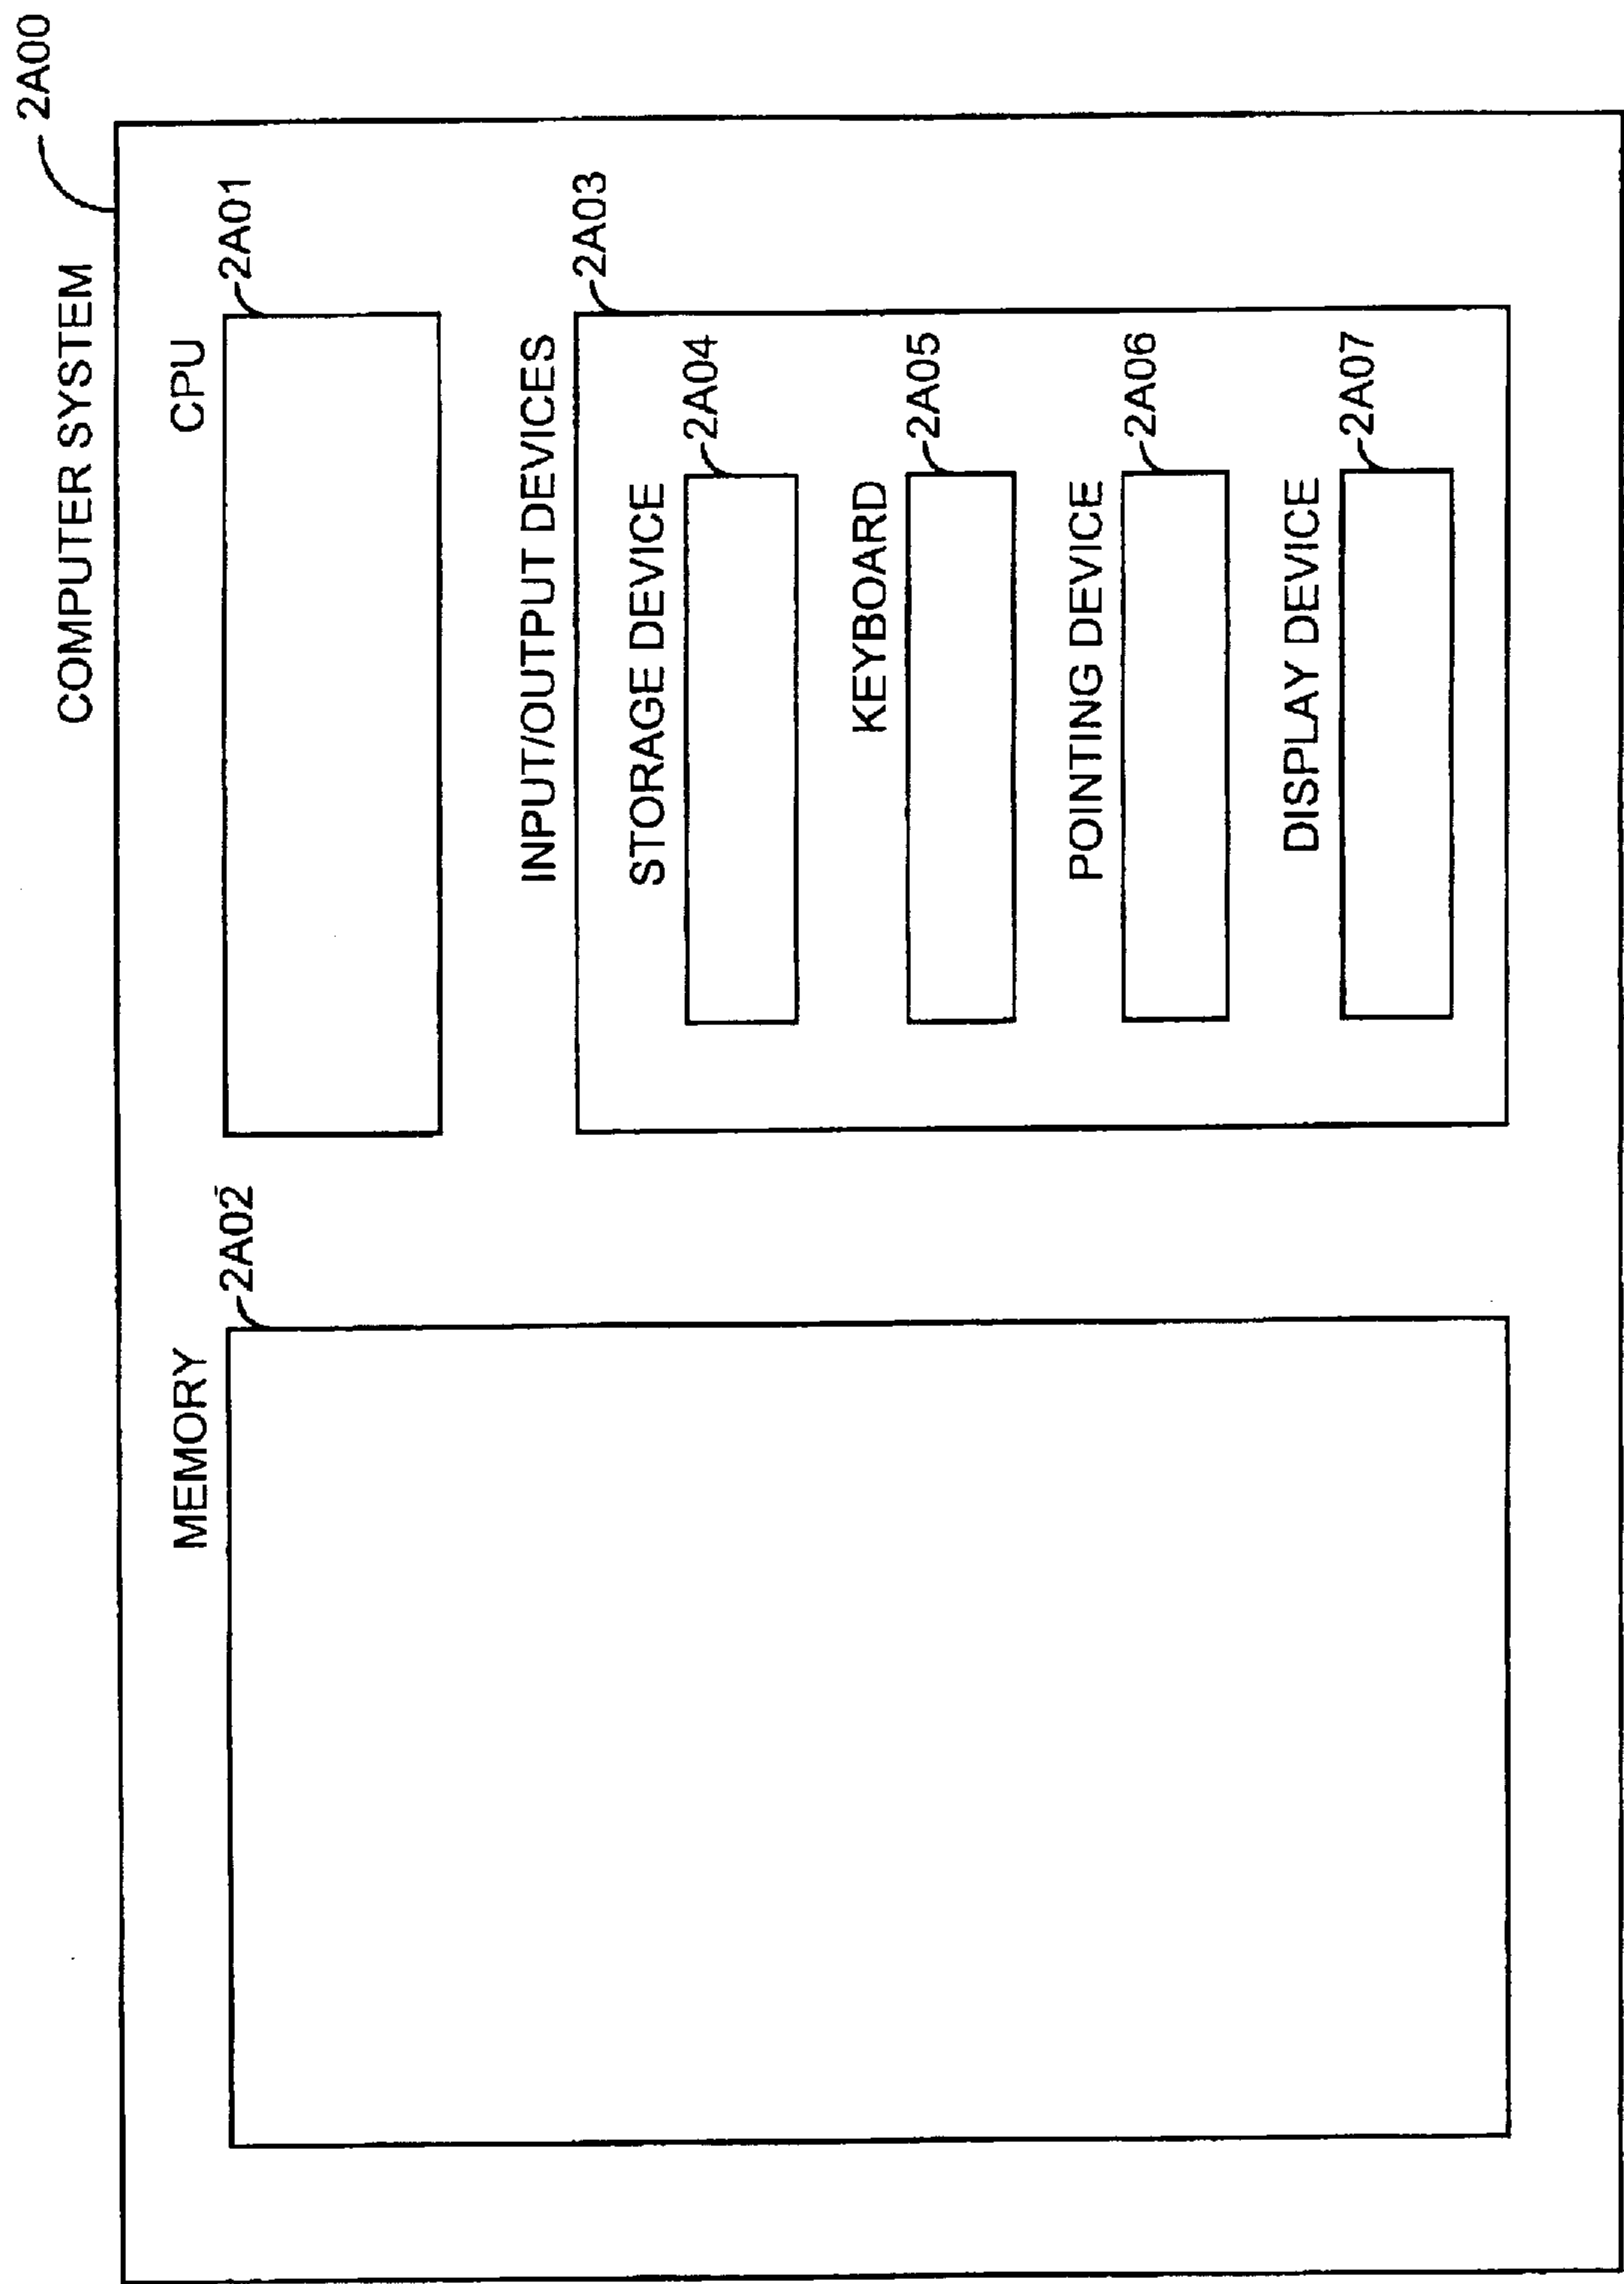 2A00
COMPUTER SYSTEM
MEMORY
2A02
CPU
2A01
INPUT/OUTPUT DEVICES
2A03
STORAGE DEVICE
2A04
KEYBOARD
2A05
POINTING DEVICE
2A06
DISPLAY DEVICE
2A07